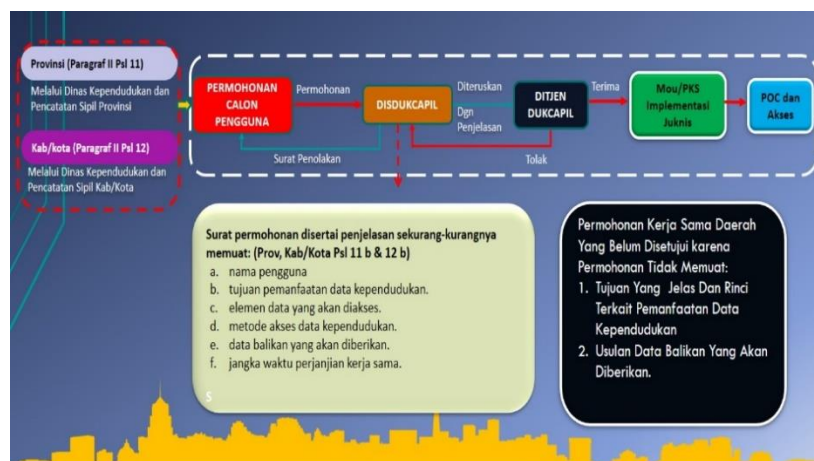 Provinsi (Paragraf II Psl 11)
Melalui Dinas Kependudukan dan
Pencatatan Sipil Provinsi
Kab/kota (Paragraf II Psl 12)
Melalui Dinas Kependudukan dan
Pencatatan Sipil Kab/Kota
PERMOHONAN
CALON
PENGGUNA
Permohonan
Surat Penolakan
DISDUKCAPIL
Diteruskan
Dgn
Penjelasan
Tolak
DITJEN
DUKCAPIL
Terima
Mou/PKS
Implementasi
Juknis
POC dan
Akses
Surat permohonan disertai penjelasan sekurang-kurangnya
memuat: (Prov, Kab/Kota Psl 11 b & 12 b)
a. nama pengguna
b. tujuan pemanfaatan data kependudukan.
c. elemen data yang akan diakses.
d. metode akses data kependudukan.
e. data balikan yang akan diberikan.
f. jangka waktu perjanjian kerja sama.
S
Permohonan Kerja Sama Daerah
Yang Belum Disetujui karena
Permohonan Tidak Memuat:
1. Tujuan Yang Jelas Dan Rinci
Terkait Pemanfaatan Data
Kependudukan
2. Usulan Data Balikan Yang Akan
Diberikan.